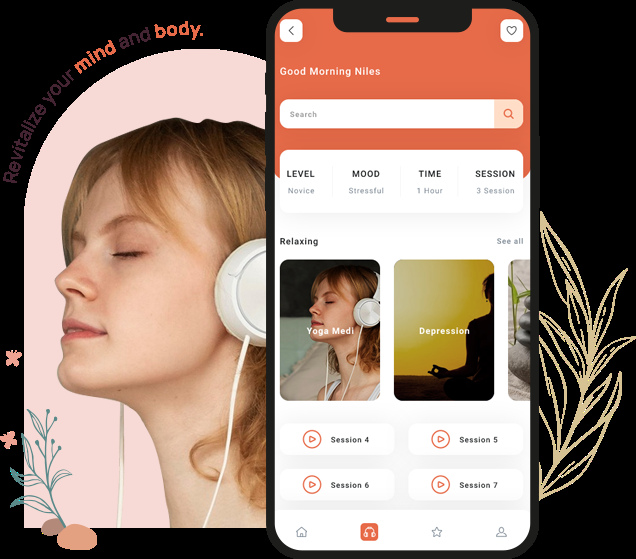 Revitalize your mind and body.
Good Morning Niles
Search
LEVEL MOOD TIME SESSION
Novice Stressful 1 Hour 3 Session
Relaxing See all
Yoga Medi Depression
Session 4 Session 5
Session 6 Session 7